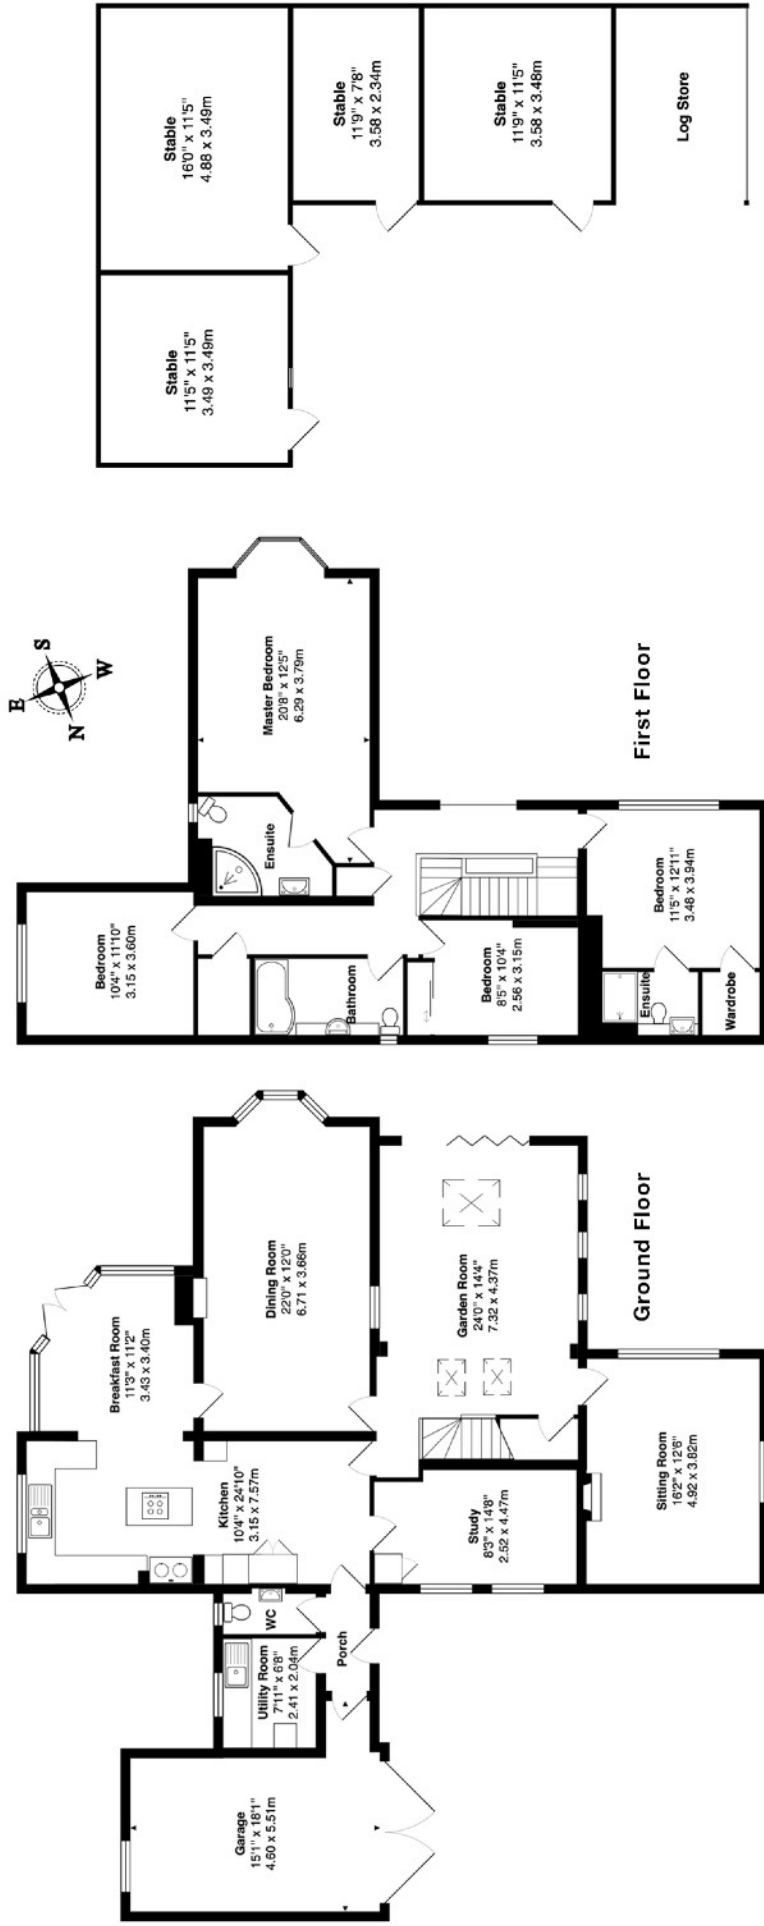 Garage
15'1" x 18'1"
4.60 x 5.51m
Utility Room
7'11" x 6'8"
2.41 x 2.04m
WC
Porch
Kitchen
10'4" x 24'10"
3.15 x 7.57m
Breakfast Room
11'3" x 11'2"
3.43 x 3.40m
Dining Room
22'0" x 12'0"
6.71 x 3.66m
Study
8'3" x 14'8"
2.52 x 4.47m
Garden Room
24'0" x 14'4"
7.32 x 4.37m
Sitting Room
16'2" x 12'6"
4.92 x 3.82m
Ground Floor
Bedroom
10'4" x 11'10"
3.15 x 3.60m
Bathroom
Ensuite
Master Bedroom
20'8" x 12'5"
6.29 x 3.79m
Bedroom
8'5" x 10'4"
2.56 x 3.15m
Ensuite
Wardrobe
Bedroom
11'5" x 12'11"
3.48 x 3.94m
First Floor
E
S
N
W
Stable
11'5" x 11'5"
3.49 x 3.49m
Stable
16'0" x 11'5"
4.88 x 3.49m
Stable
11'9" x 7'8"
3.58 x 2.34m
Stable
11'9" x 11'5"
3.58 x 3.48m
Log Store